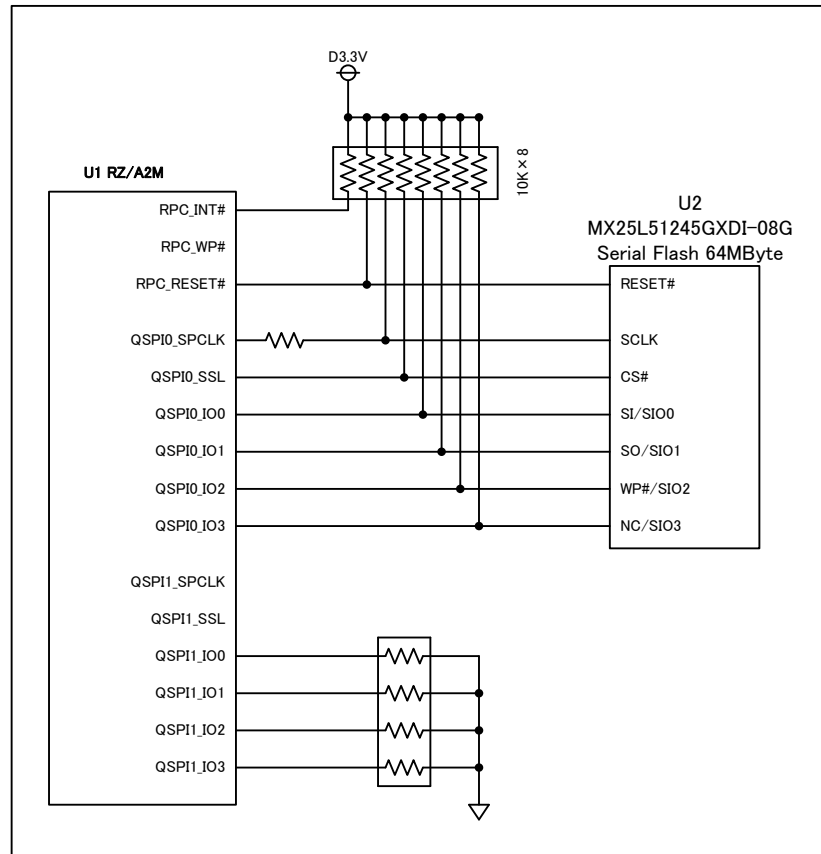 D3.3V
10K×8
U1 RZ/A2M
RPC_INT#
RPC_WP#
RPC_RESET#
QSPI0_SPCLK
QSPI0_SSL
QSPI0_IO0
QSPI0_IO1
QSPI0_IO2
QSPI0_IO3
QSPI1_SPCLK
QSPI1_SSL
QSPI1_IO0
QSPI1_IO1
QSPI1_IO2
QSPI1_IO3
U2
MX25L51245GXDI-08G
Serial Flash 64MByte
RESET#
SCLK
CS#
SI/SIO0
SO/SIO1
WP#/SIO2
NC/SIO3